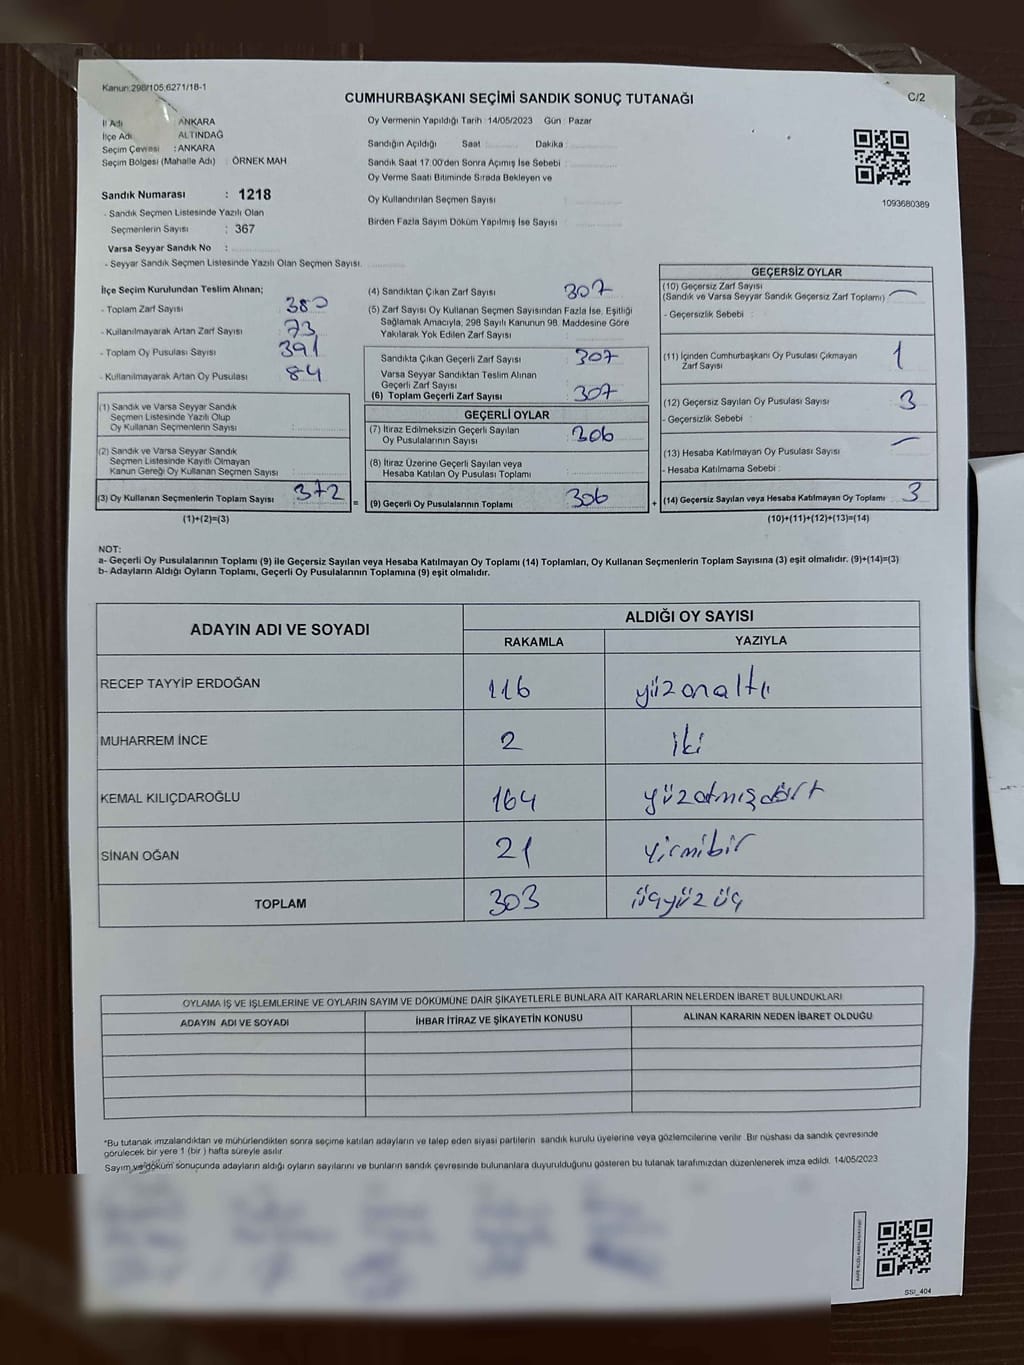 Kanun:298/105;6271/18-1
CUMHURBAŞKANI SEÇİMİ SANDIK SONUÇ TUTANAĞI
C/2
İl Adı : ANKARA
İlçe Adı : ALTINDAĞ
Seçim Çevresi : ANKARA
Seçim Bölgesi (Mahalle Adı) : ÖRNEK MAH
Sandık Numarası : 1218
- Sandık Seçmen Listesinde Yazılı Olan
Seçmenlerin Sayısı : 367
Varsa Seyyar Sandık No :
- Seyyar Sandık Seçmen Listesinde Yazılı Olan Seçmen Sayısı.
Oy Vermenin Yapıldığı Tarih :14/05/2023 Gün : Pazar
Sandığın Açıldığı Saat : Dakika :
Sandık Saat 17:00'den Sonra Açmış İse Sebebi :
Oy Verme Saati Bitiminde Sırada Bekleyen ve
Oy Kullandırılan Seçmen Sayısı :
Birden Fazla Sayım Döküm Yapılmış İse Sayısı :
1093680389
İlçe Seçim Kurulundan Teslim Alınan;
- Toplam Zarf Sayısı : 380
- Kullanılmayarak Artan Zarf Sayısı : 73
- Toplam Oy Pusulası Sayısı : 391
- Kullanılmayarak Artan Oy Pusulası : 84
(1) Sandık ve Varsa Seyyar Sandık
Seçmen Listesinde Yazılı Olup
Oy Kullanan Seçmenlerin Sayısı :
(2) Sandık ve Varsa Seyyar Sandık
Seçmen Listesinde Kayıtlı Olmayan
Kanun Gereği Oy Kullanan Seçmen Sayısı :
(3) Oy Kullanan Seçmenlerin Toplam Sayısı : 372
(1)+(2)=(3)
(4) Sandıktan Çıkan Zarf Sayısı : 307
(5) Zarf Sayısı Oy Kullanan Seçmen Sayısından Fazla İse, Eşitliği
Sağlamak Amacıyla, 298 Sayılı Kanunun 98. Maddesine Göre
Yakılarak Yok Edilen Zarf Sayısı :
Sandıkta Çıkan Geçerli Zarf Sayısı : 307
Varsa Seyyar Sandıktan Teslim Alınan
Geçerli Zarf Sayısı :
(6) Toplam Geçerli Zarf Sayısı : 307
GEÇERLİ OYLAR
(7) İtiraz Edilmeksizin Geçerli Sayılan
Oy Pusulalarının Sayısı : 306
(8) İtiraz Üzerine Geçerli Sayılan veya
Hesaba Katılan Oy Pusulası Toplamı :
= (9) Geçerli Oy Pusulalarının Toplamı : 306 +
GEÇERSİZ OYLAR
(10) Geçersiz Zarf Sayısı
(Sandık ve Varsa Seyyar Sandık Geçersiz Zarf Toplamı) : —
- Geçersizlik Sebebi :
(11) İçinden Cumhurbaşkanı Oy Pusulası Çıkmayan
Zarf Sayısı : 1
(12) Geçersiz Sayılan Oy Pusulası Sayısı : 3
- Geçersizlik Sebebi :
(13) Hesaba Katılmayan Oy Pusulası Sayısı : —
- Hesaba Katılmama Sebebi :
(14) Geçersiz Sayılan veya Hesaba Katılmayan Oy Toplamı : 3
(10)+(11)+(12)+(13)=(14)
NOT:
a- Geçerli Oy Pusulalarının Toplamı (9) ile Geçersiz Sayılan veya Hesaba Katılmayan Oy Toplamı (14) Toplamları, Oy Kullanan Seçmenlerin Toplam Sayısına (3) eşit olmalıdır. (9)+(14)=(3)
b- Adayların Aldığı Oyların Toplamı, Geçerli Oy Pusulalarının Toplamına (9) eşit olmalıdır.
ADAYIN ADI VE SOYADI ALDIĞI OY SAYISI
RAKAMLA YAZIYLA
RECEP TAYYİP ERDOĞAN 116 yüzonaltı
MUHARREM İNCE 2 iki
KEMAL KILIÇDAROĞLU 164 yüzatmışdört
SİNAN OĞAN 21 yirmibir
TOPLAM 303 üçyüzüç
OYLAMA İŞ VE İŞLEMLERİNE VE OYLARIN SAYIM VE DÖKÜMÜNE DAİR ŞİKAYETLERLE BUNLARA AİT KARARLARIN NELERDEN İBARET BULUNDUKLARI
ADAYIN ADI VE SOYADI İHBAR İTİRAZ VE ŞİKAYETİN KONUSU ALINAN KARARIN NEDEN İBARET OLDUĞU
*Bu tutanak imzalandıktan ve mühürlendikten sonra seçime katılan adayların ve talep eden siyasi partilerin sandık kurulu üyelerine veya gözlemcilerine verilir. Bir nüshası da sandık çevresinde
görülecek bir yere 1 (bir ) hafta süreyle asılır.
Sayım ve döküm sonucunda adayların aldığı oyların sayılarını ve bunların sandık çevresinde bulunanlara duyurulduğunu gösteren bu tutanak tarafımızdan düzenlenerek imza edildi. 14/05/2023
SSI_404